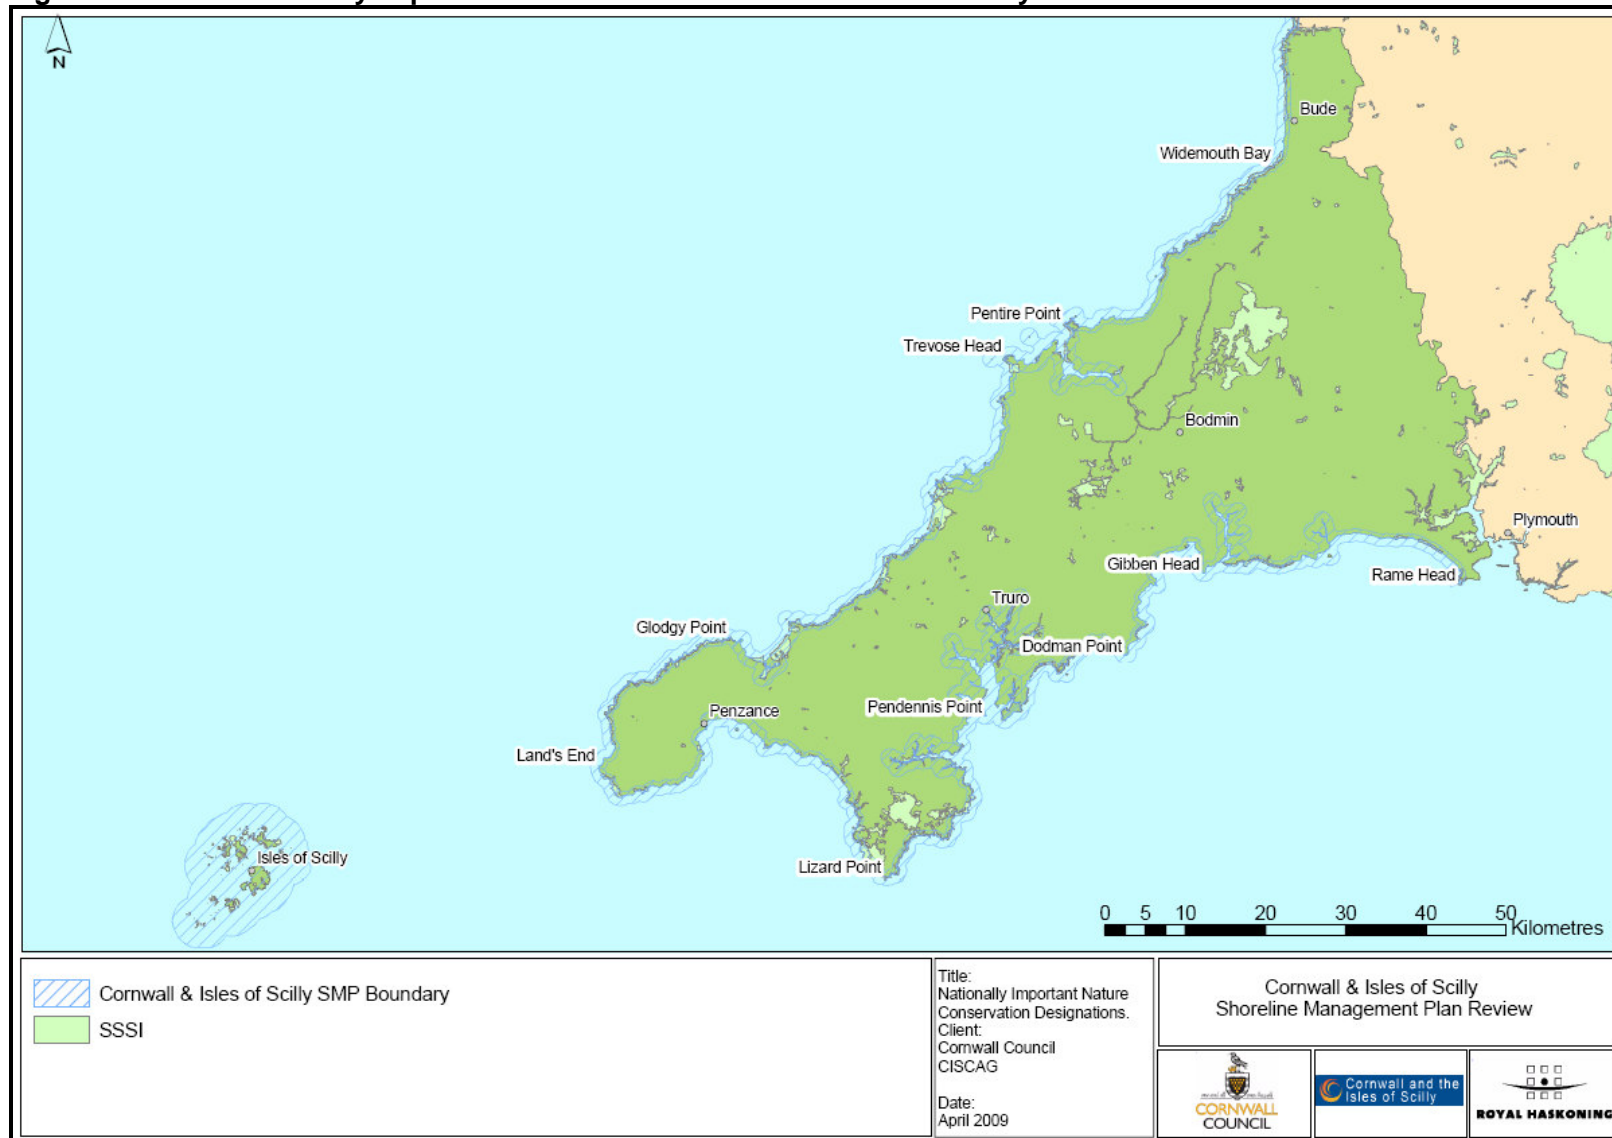 N
Bude
Widemouth Bay
Pentire Point
Trevose Head
Bodmin
Plymouth
Gibben Head
Rame Head
Truro
Glodgy Point
Dodman Point
Pendennis Point
Penzance
Land's End
Isles of Scilly
Lizard Point
0 5 10 20 30 40 50
Kilometres
Cornwall & Isles of Scilly SMP Boundary
SSSI
Title:
Nationally Important Nature
Conservation Designations.
Client:
Cornwall Council
CISCAG
Date:
April 2009
Cornwall & Isles of Scilly
Shoreline Management Plan Review
CORNWALL
COUNCIL
Cornwall and the
Isles of Scilly
ROYAL HASKONING